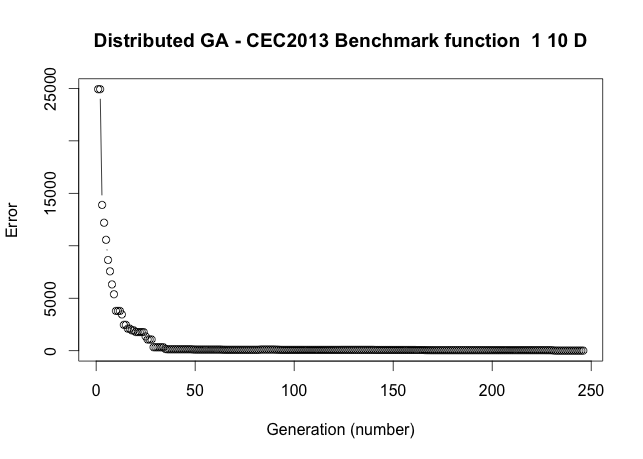 Distributed GA - CEC2013 Benchmark function  1 10 D
25000
15000
5000
0
Error
0 50 100 150 200 250
Generation (number)